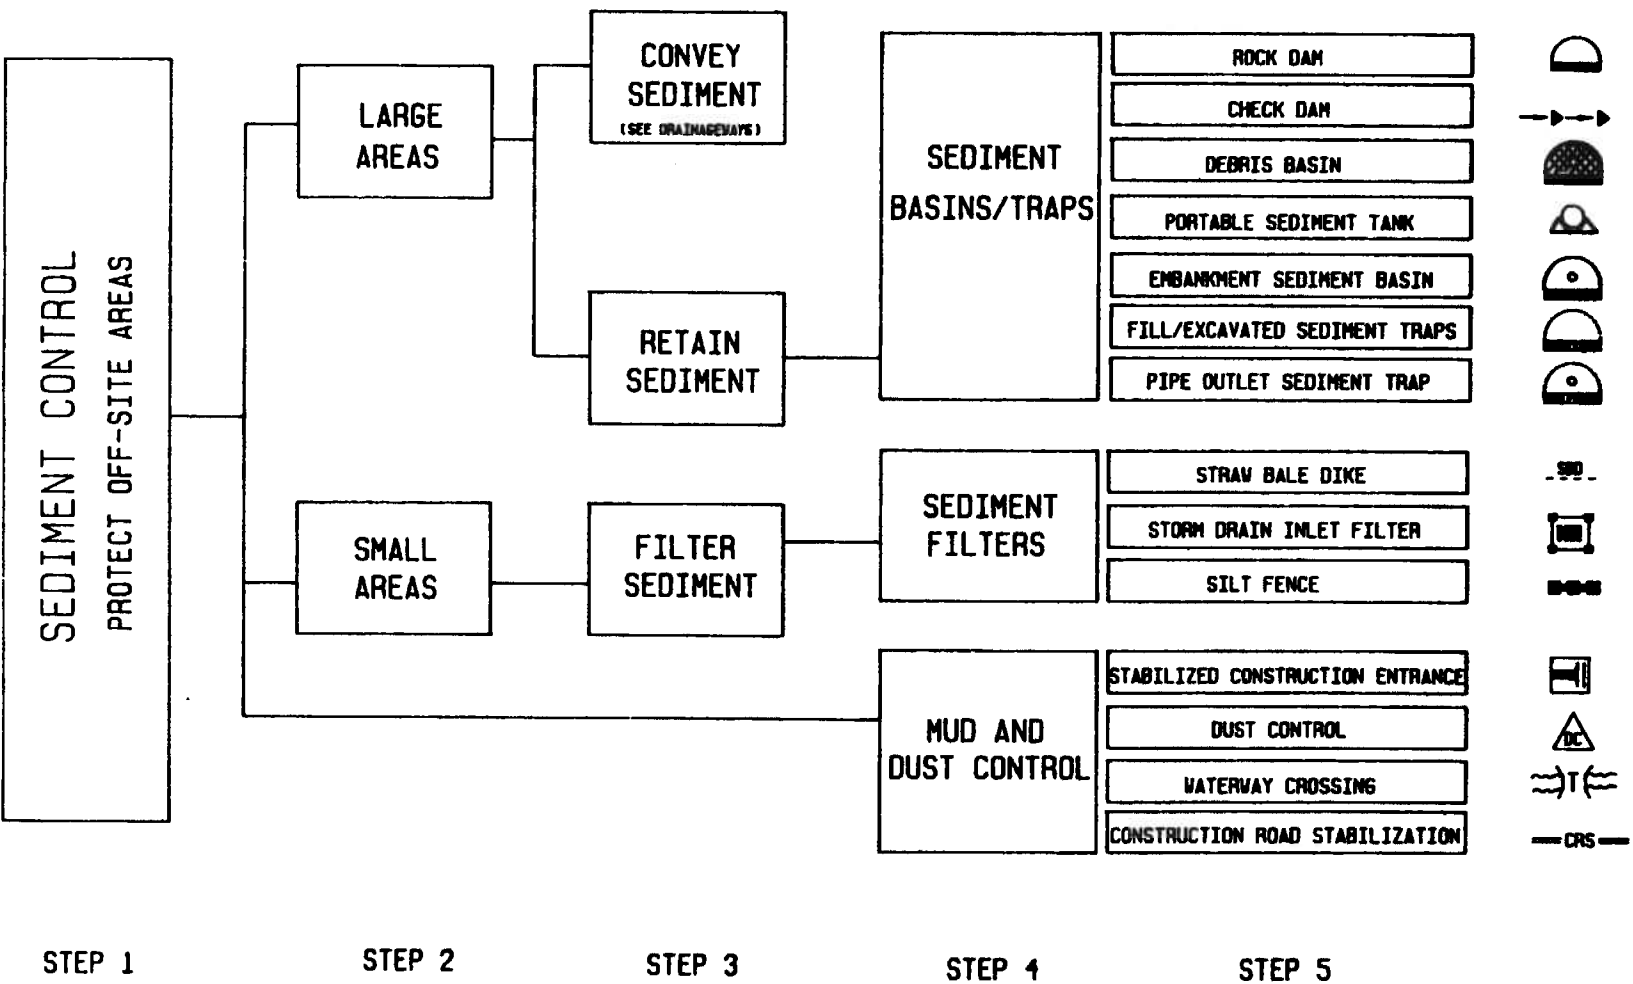 SEDIMENT CONTROL
PROTECT OFF-SITE AREAS
LARGE
AREAS
SMALL
AREAS
CONVEY
SEDIMENT
(SEE DRAINAGEWAYS)
RETAIN
SEDIMENT
FILTER
SEDIMENT
SEDIMENT
BASINS/TRAPS
ROCK DAM
CHECK DAM
DEBRIS BASIN
PORTABLE SEDIMENT TANK
EMBANKMENT SEDIMENT BASIN
FILL/EXCAVATED SEDIMENT TRAPS
PIPE OUTLET SEDIMENT TRAP
SEDIMENT
FILTERS
STRAW BALE DIKE
SBD
STORM DRAIN INLET FILTER
SILT FENCE
MUD AND
DUST CONTROL
STABILIZED CONSTRUCTION ENTRANCE
DUST CONTROL
DC
WATERWAY CROSSING
T
CONSTRUCTION ROAD STABILIZATION
CRS
STEP 1
STEP 2
STEP 3
STEP 4
STEP 5